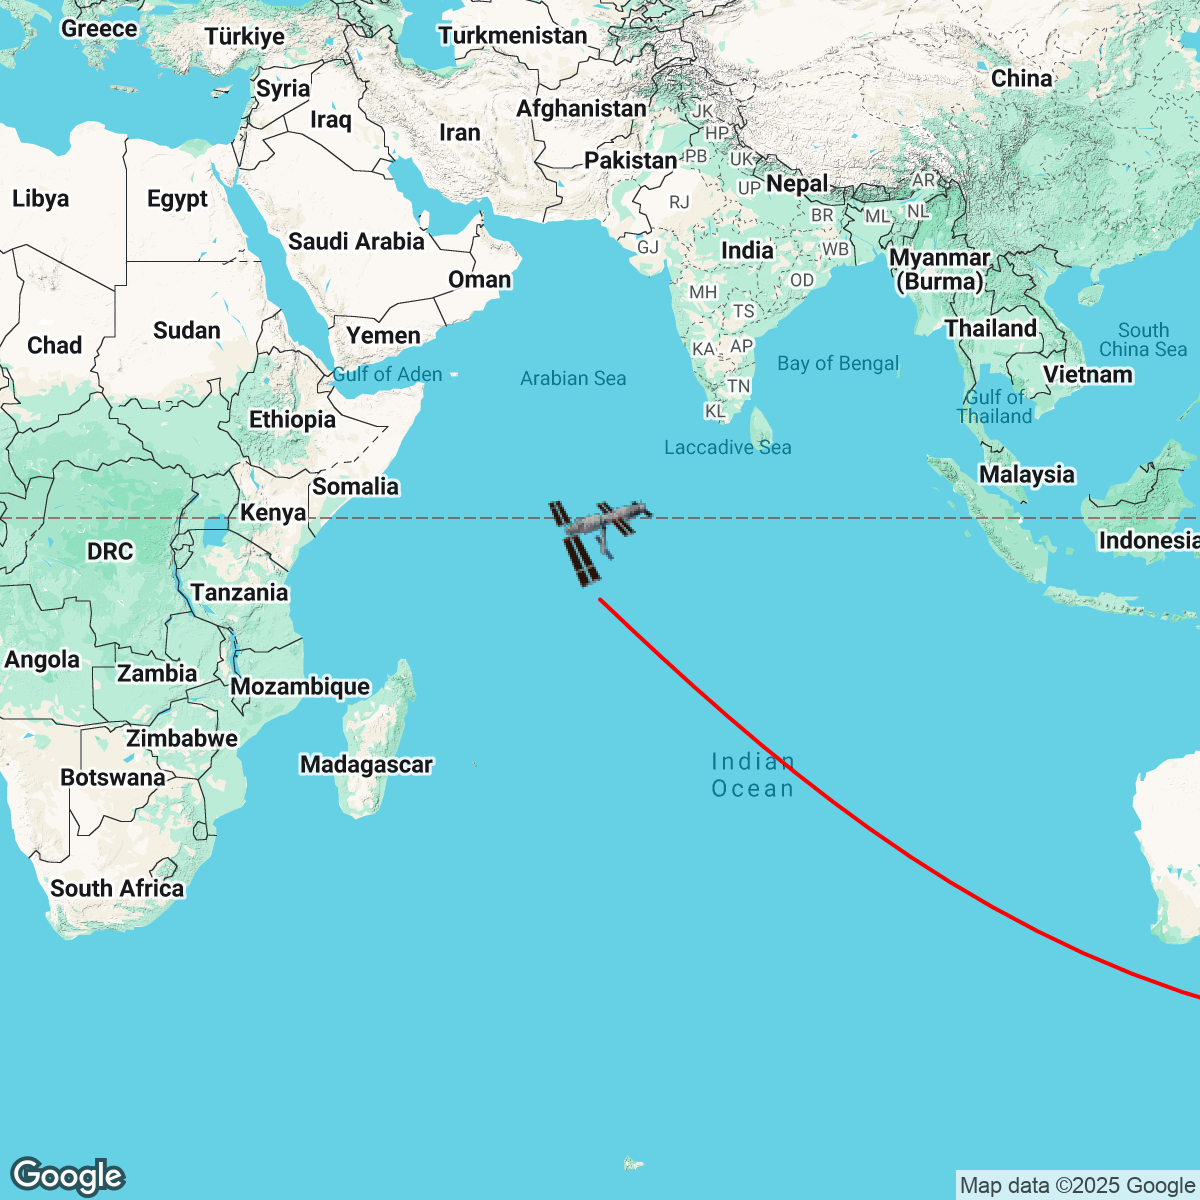 Greece
Türkiye
Turkmenistan
China
Syria
Afghanistan
Iraq
Iran
JK
HP
Pakistan
PB
UK
Nepal
AR
Libya
Egypt
RJ
UP
BR
ML
NL
Saudi Arabia
GJ
India
WB
Myanmar
(Burma)
Oman
MH
OD
Chad
Sudan
Yemen
TS
Thailand
South
China Sea
KA
AP
Bay of Bengal
Gulf of Aden
Arabian Sea
TN
Vietnam
Ethiopia
KL
Gulf of
Thailand
Laccadive Sea
Somalia
Malaysia
Kenya
DRC
Indonesia
Tanzania
Angola
Zambia
Mozambique
Zimbabwe
Botswana
Madagascar
Indian
Ocean
South Africa
Google
Map data ©2025 Google